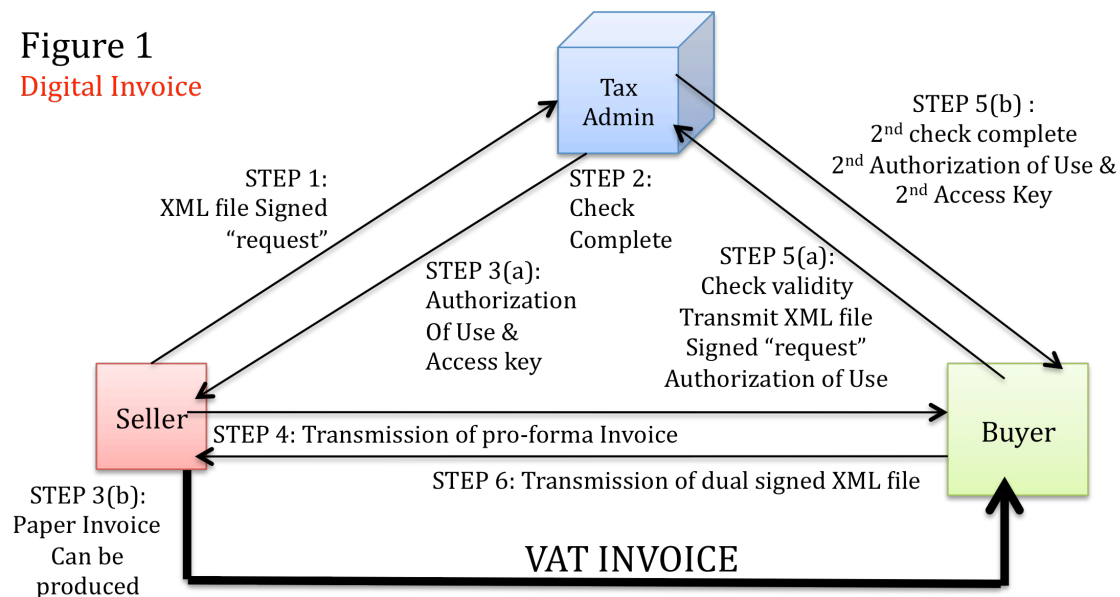 Figure 1
Digital Invoice
Tax
Admin
STEP 5(b) :
2nd check complete
2nd Authorization of Use &
2nd Access Key
STEP 1:
XML file Signed
“request”
STEP 2:
Check
Complete
STEP 3(a):
Authorization
Of Use &
Access key
STEP 5(a):
Check validity
Transmit XML file
Signed “request”
Authorization of Use
Seller
Buyer
STEP 4: Transmission of pro-forma Invoice
STEP 6: Transmission of dual signed XML file
STEP 3(b):
Paper Invoice
Can be
produced
VAT INVOICE